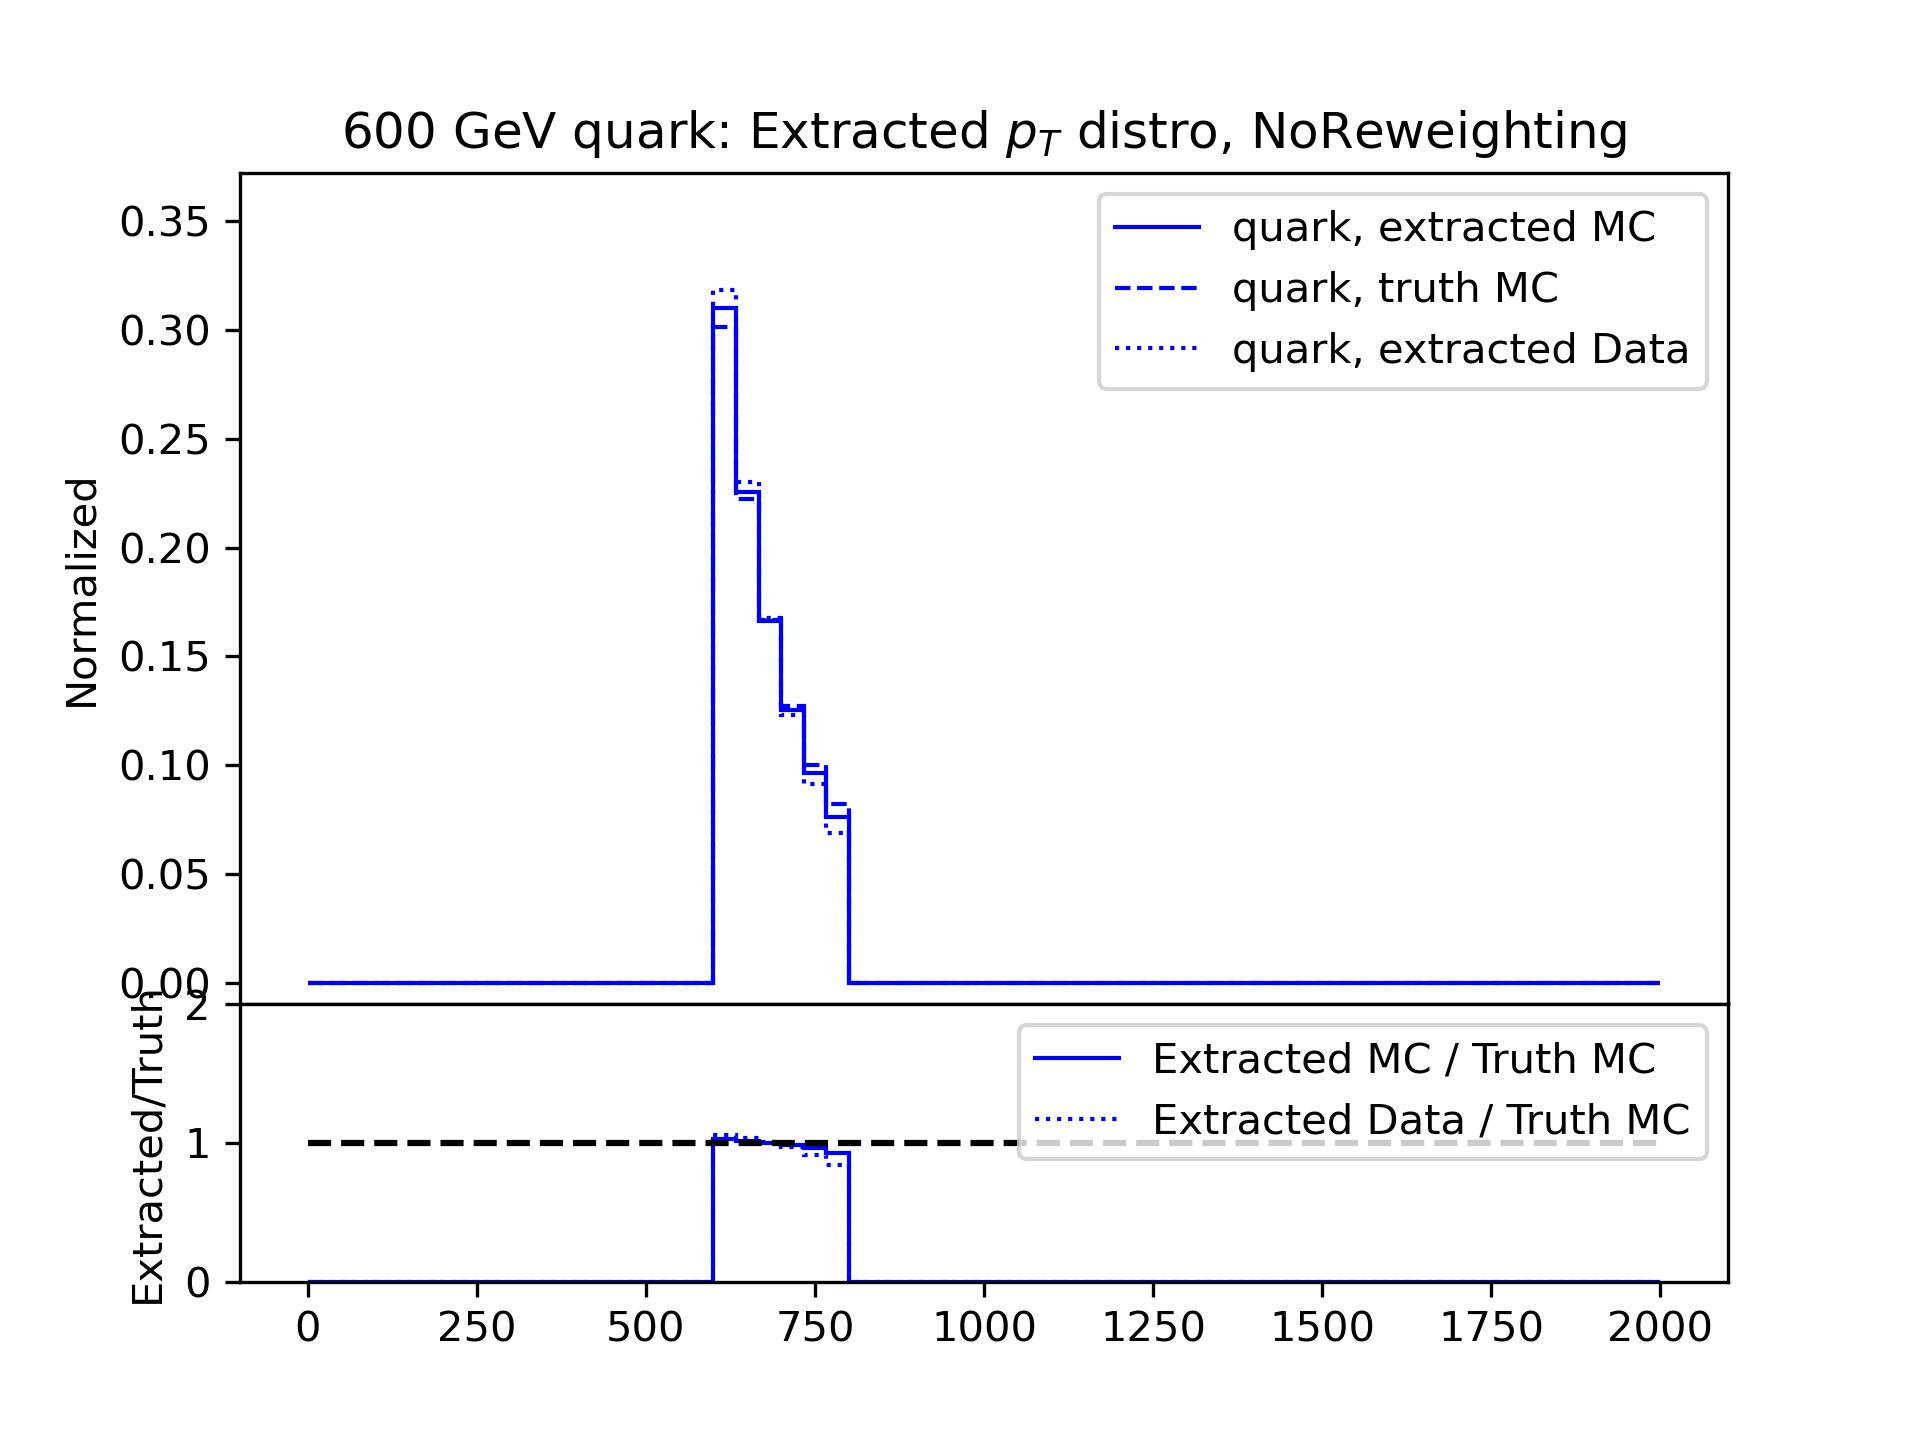 600 GeV quark: Extracted p_T distro, NoReweighting
0.35
0.30
0.25
0.20
0.15
0.10
0.05
0.00
Normalized
quark, extracted MC
quark, truth MC
quark, extracted Data
2
1
0
Extracted/Truth
Extracted MC / Truth MC
Extracted Data / Truth MC
0 250 500 750 1000 1250 1500 1750 2000